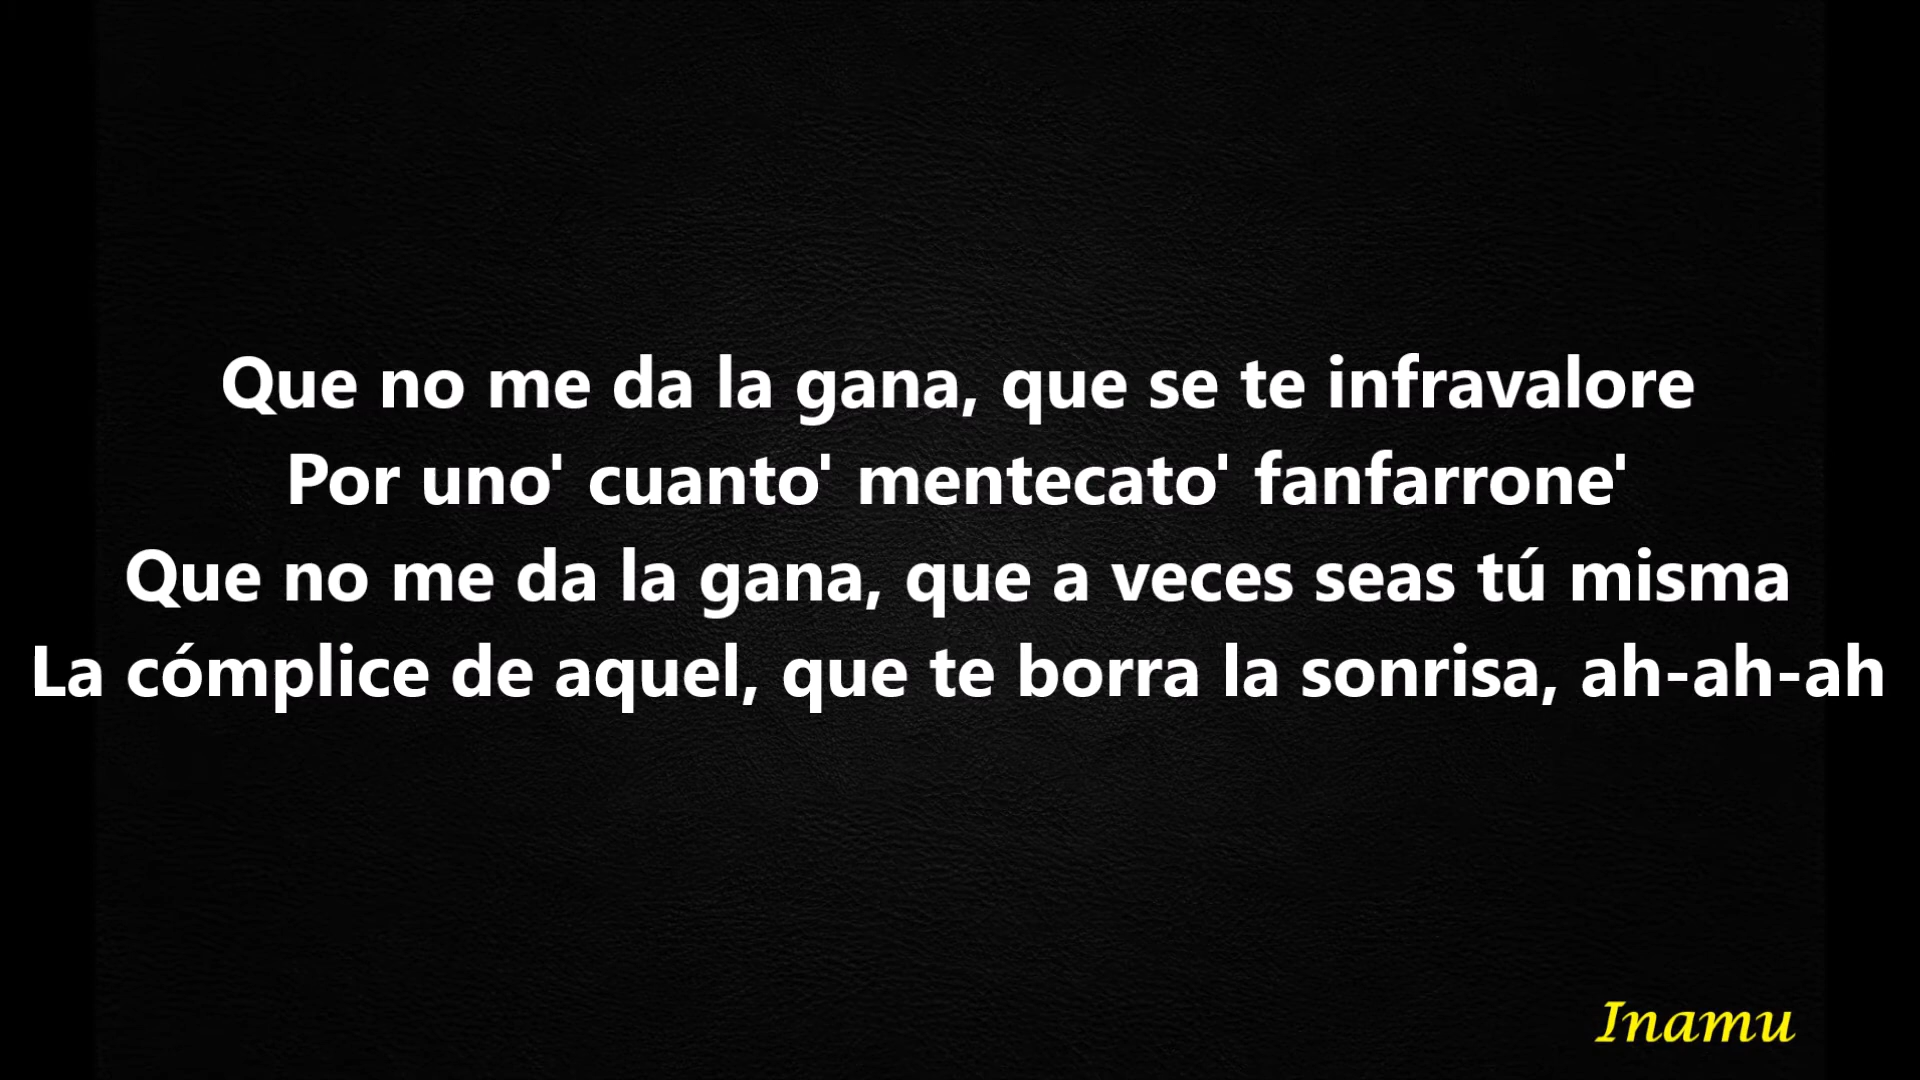 Que no me da la gana, que se te infravalore
Por uno' cuanto' mentecato' fanfarrone'
Que no me da la gana, que a veces seas tú misma
La cómplice de aquel, que te borra la sonrisa, ah-ah-ah
Inamu